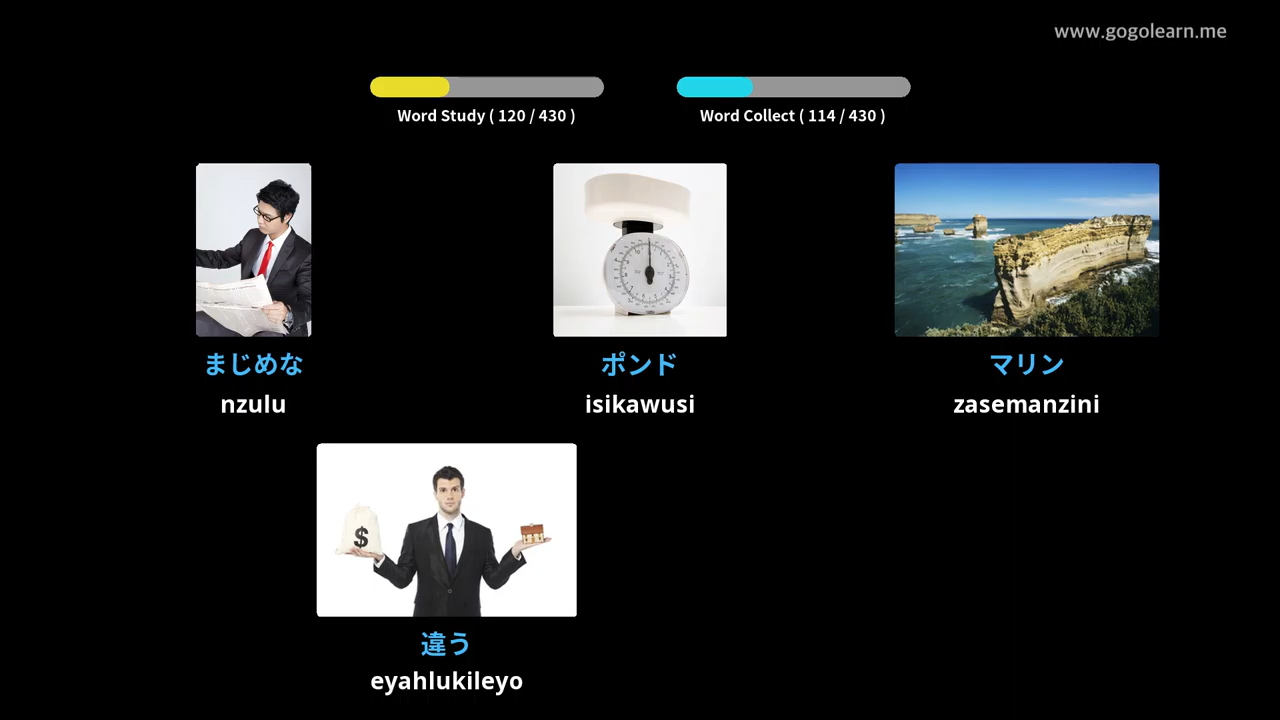 www.gogolearn.me
Word Study ( 120 / 430 )
Word Collect ( 114 / 430 )
まじめな
nzulu
ポンド
isikawusi
マリン
zasemanzini
違う
eyahlukileyo